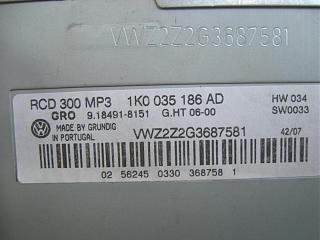 VWZ2Z2G3687581
RCD 300 MP3 1K0 035 186 AD HW 034
GRO 9.18491-8151 G.HT 06-00 SW0033
MADE BY GRUNDIG
IN PORTUGAL VWZ2Z2G3687581 42/07
02 56245 0330 368758 1